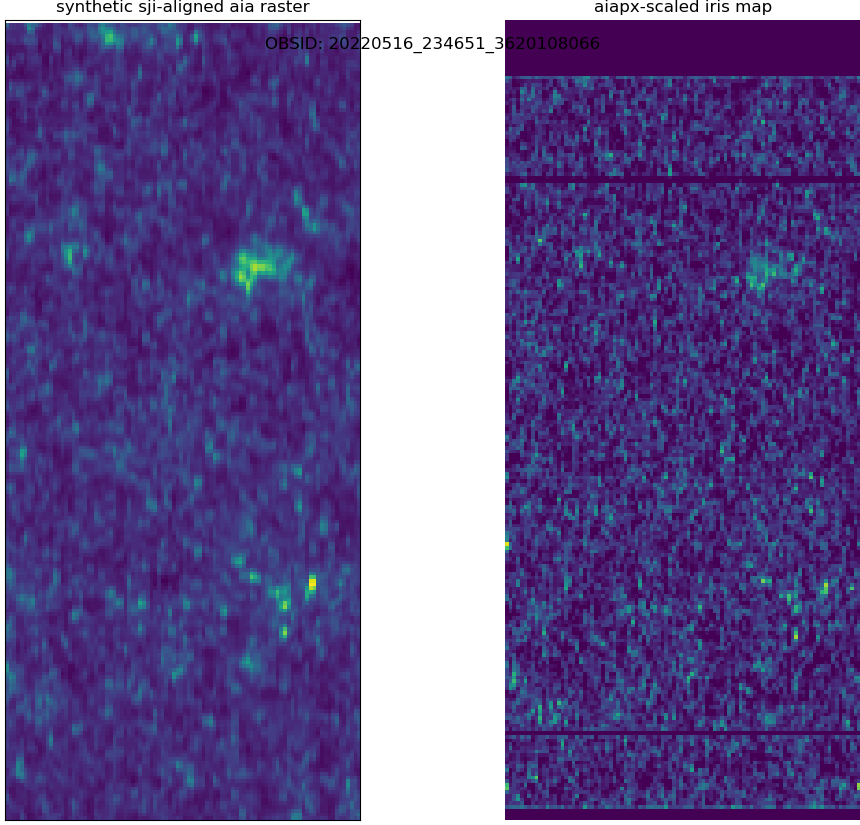 synthetic sji-aligned aia raster
aiapx-scaled iris map
OBSID: 20220516_234651_3620108066